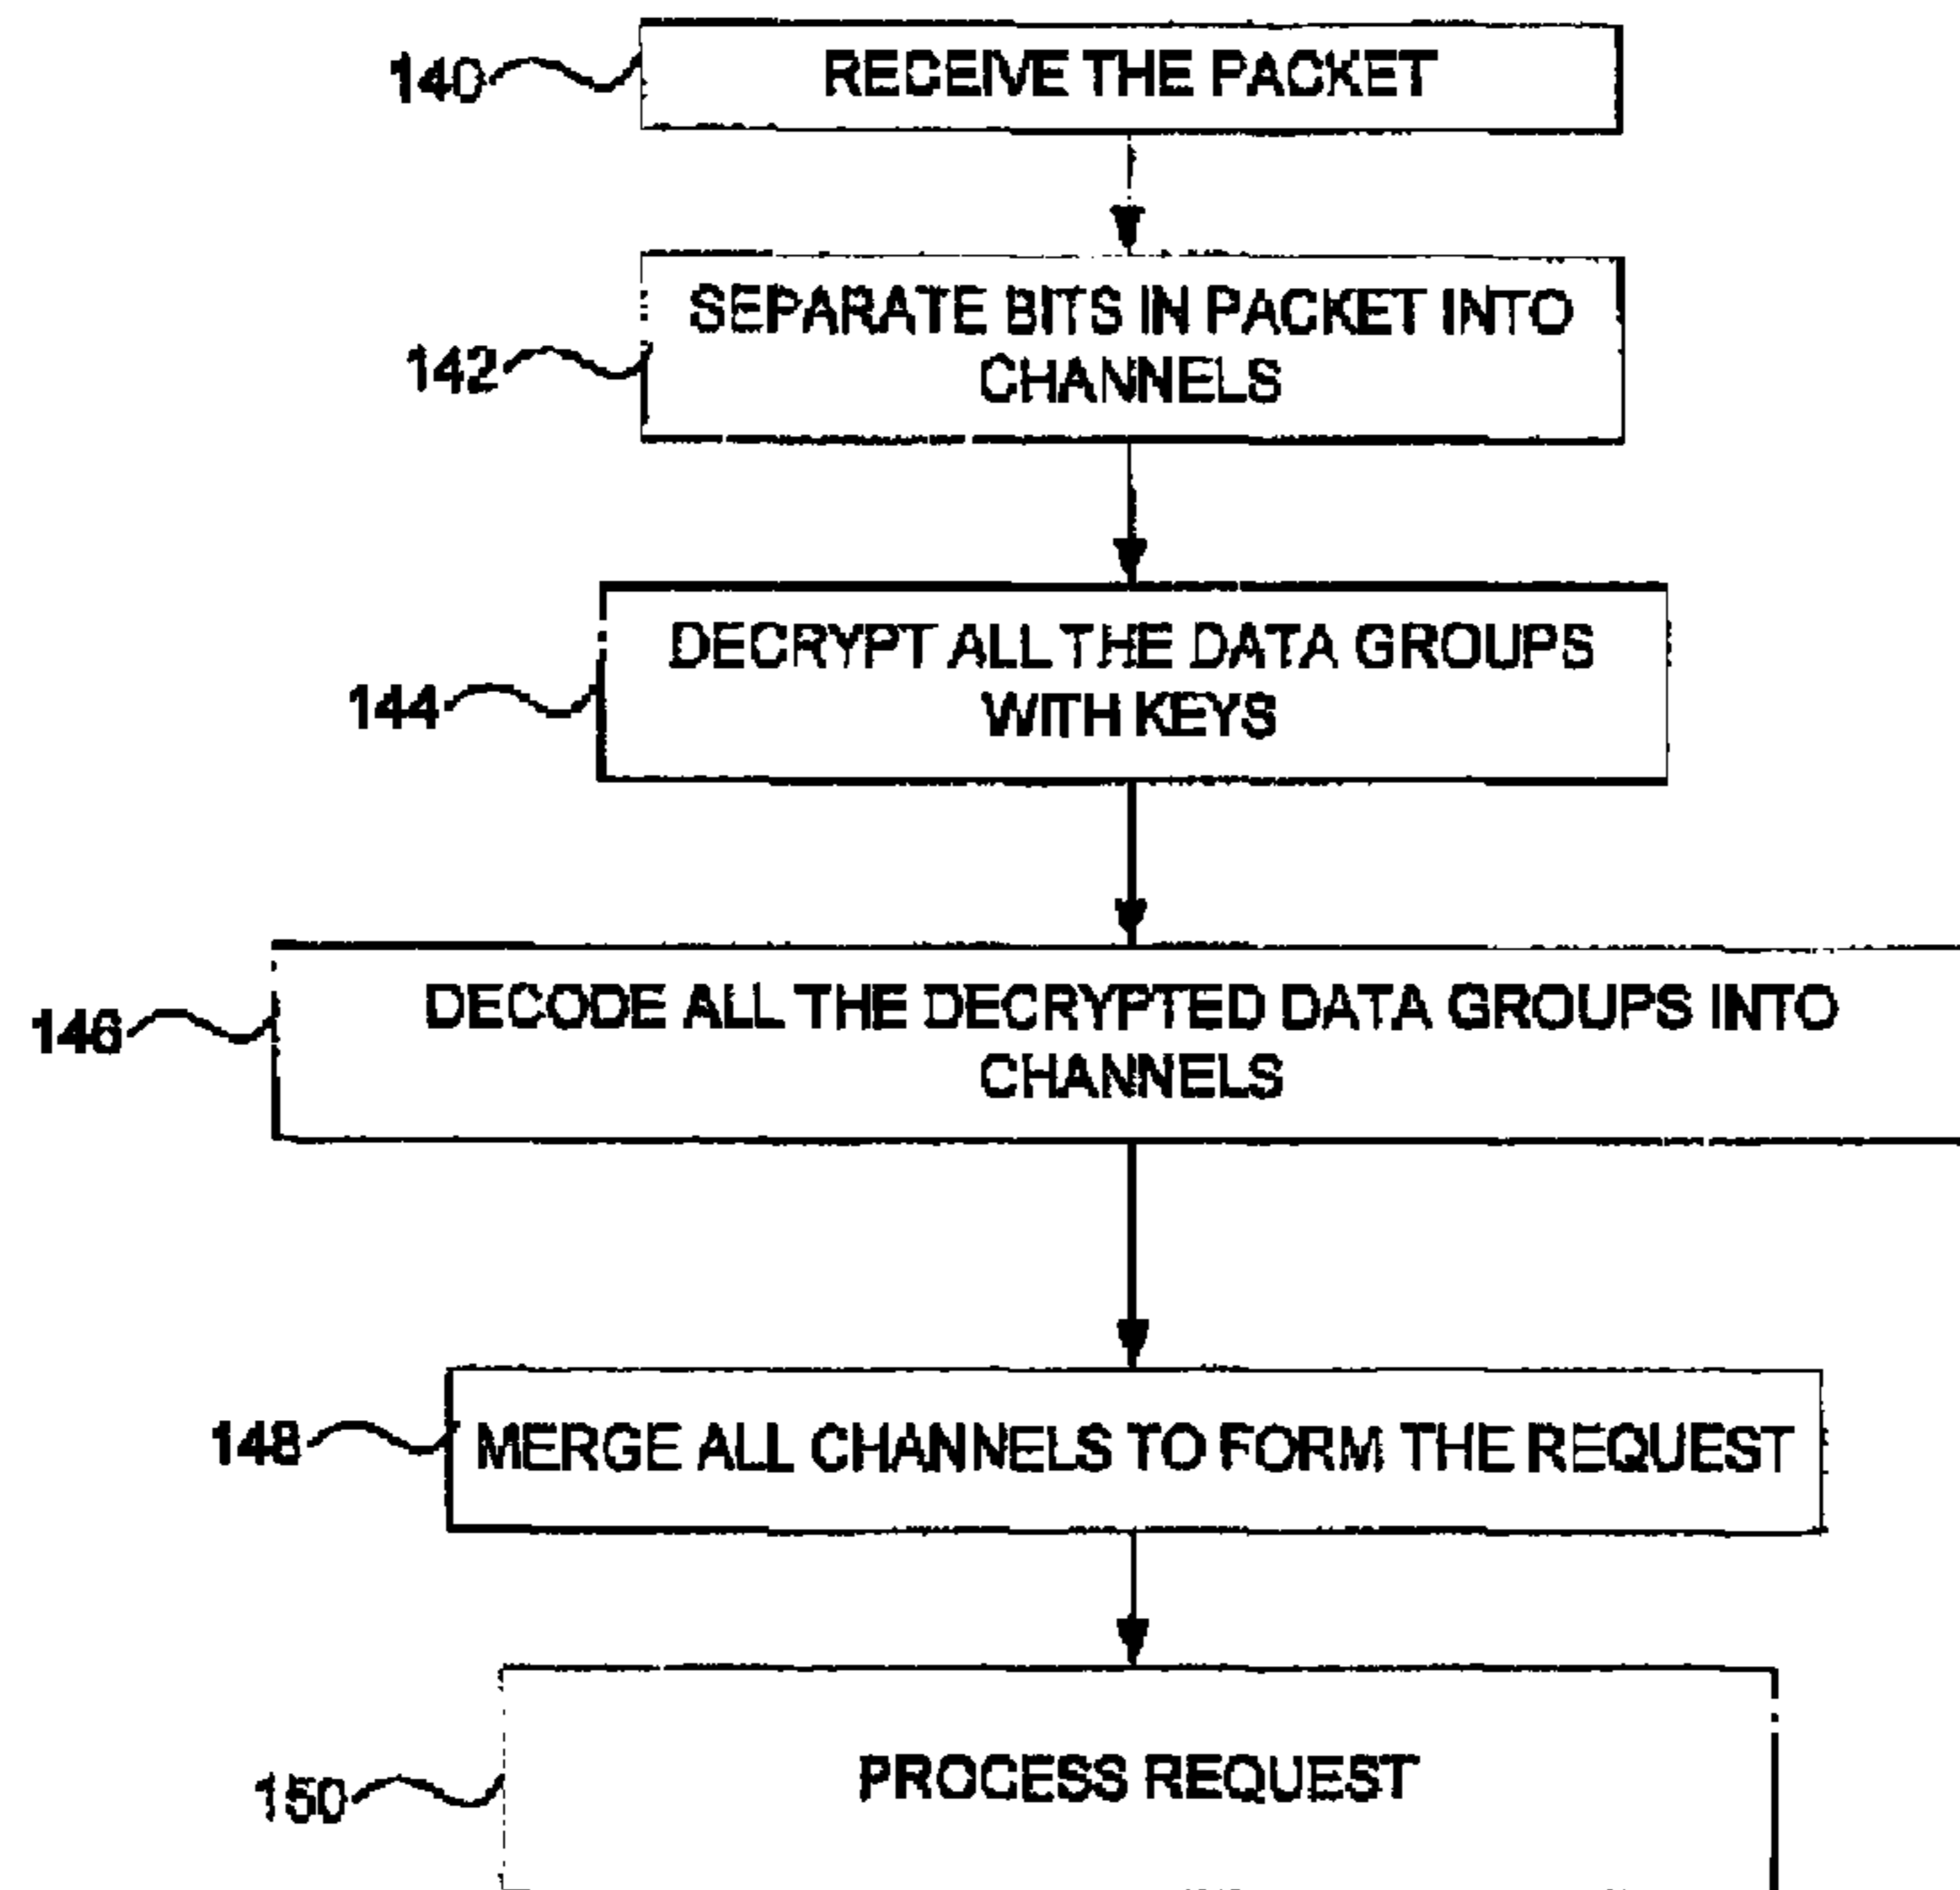 140 RECEIVE THE PACKET
142 SEPARATE BITS IN PACKET INTO
CHANNELS
144 DECRYPT ALL THE DATA GROUPS
WITH KEYS
146 DECODE ALL THE DECRYPTED DATA GROUPS INTO
CHANNELS
148 MERGE ALL CHANNELS TO FORM THE REQUEST
150 PROCESS REQUEST